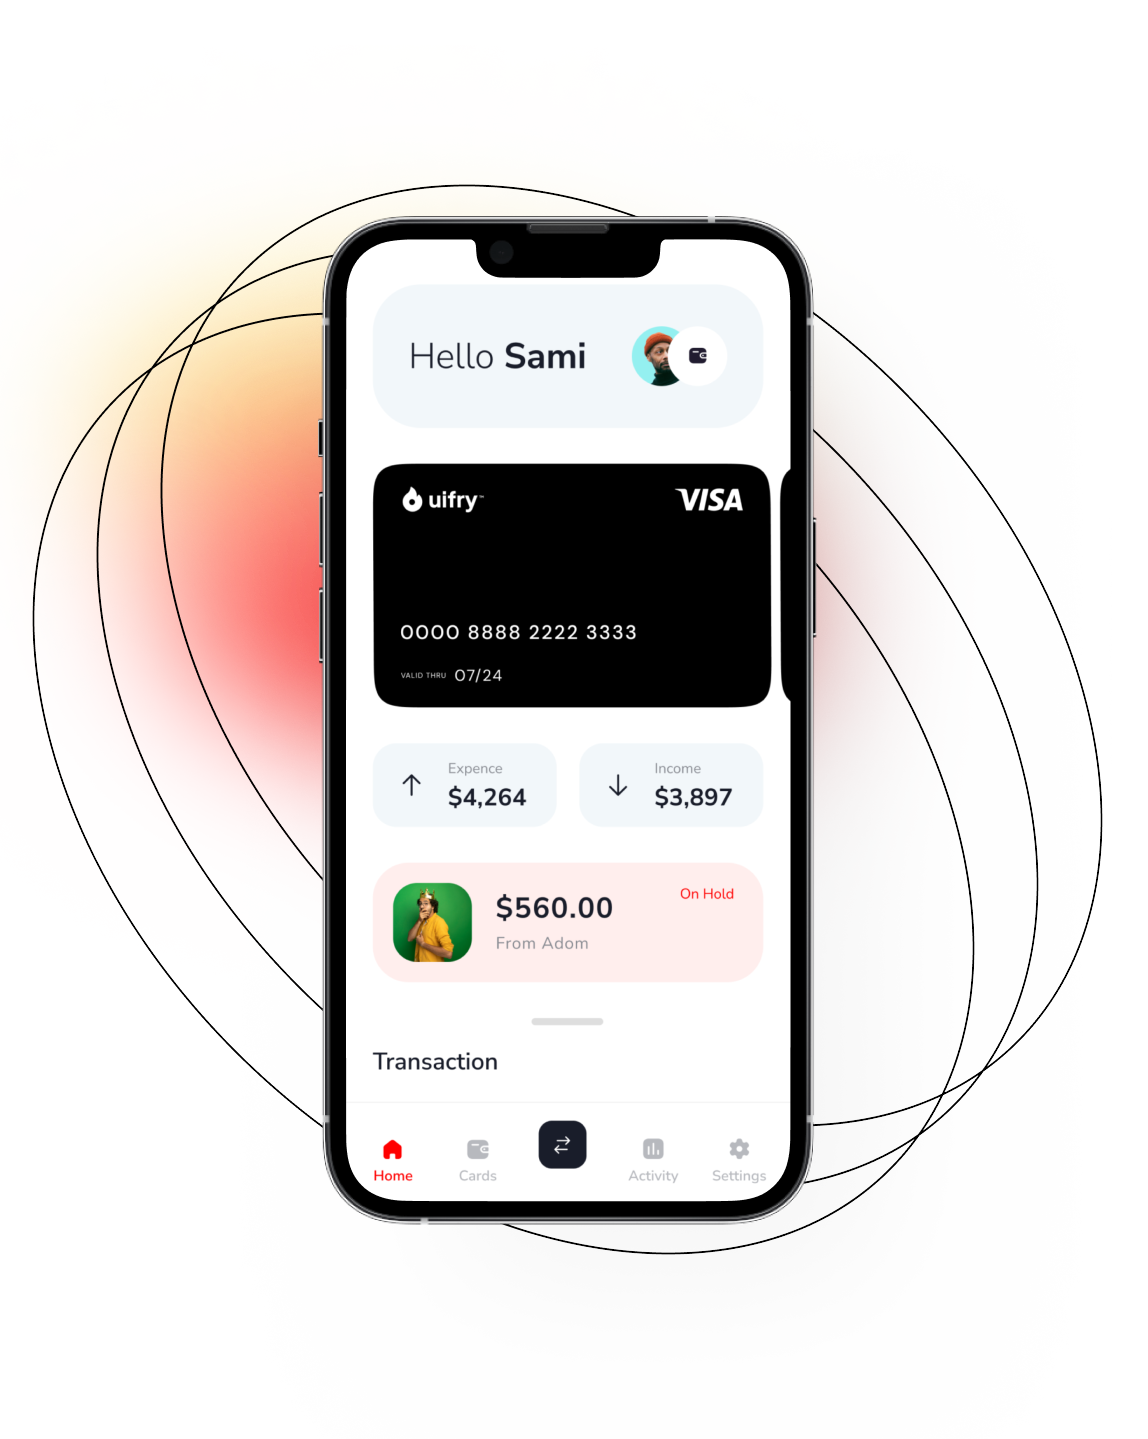 Hello Sami
uifry™
VISA
0000 8888 2222 3333
VALID THRU 07/24
Expence
$4,264
Income
$3,897
$560.00
On Hold
From Adom
Transaction
Home
Cards
Activity
Settings